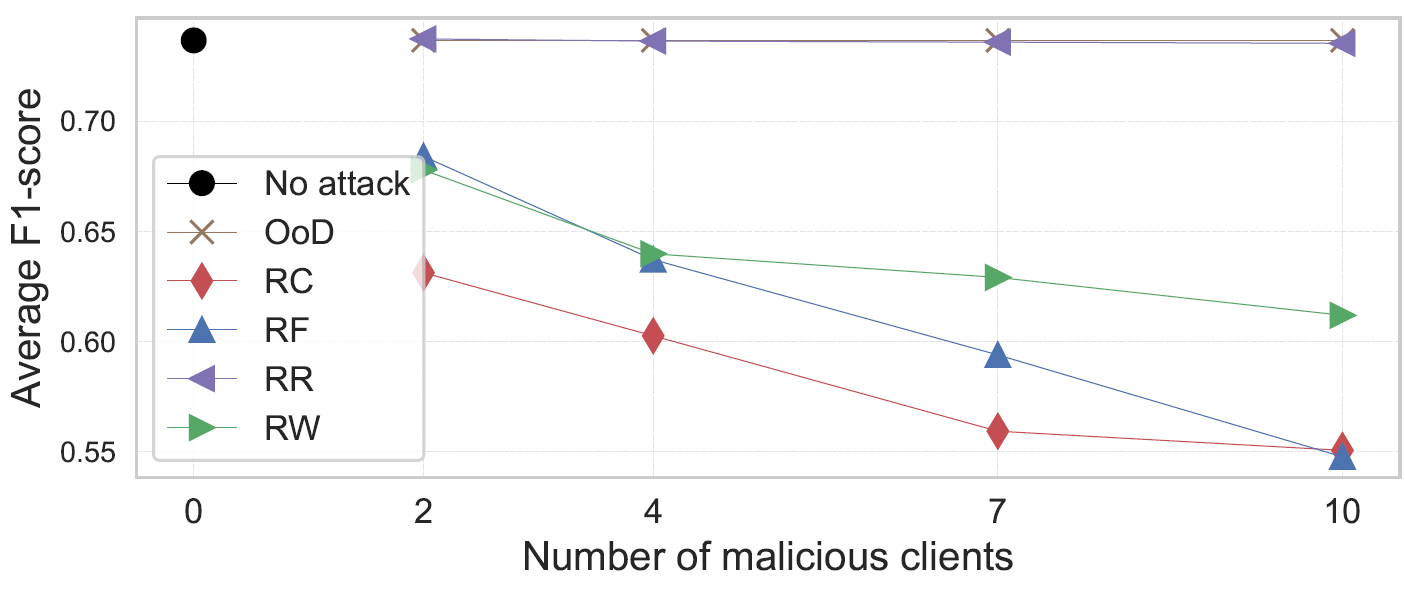 Average F1-score
0.70
0.65
0.60
0.55
No attack
OoD
RC
RF
RR
RW
0 2 4 7 10
Number of malicious clients